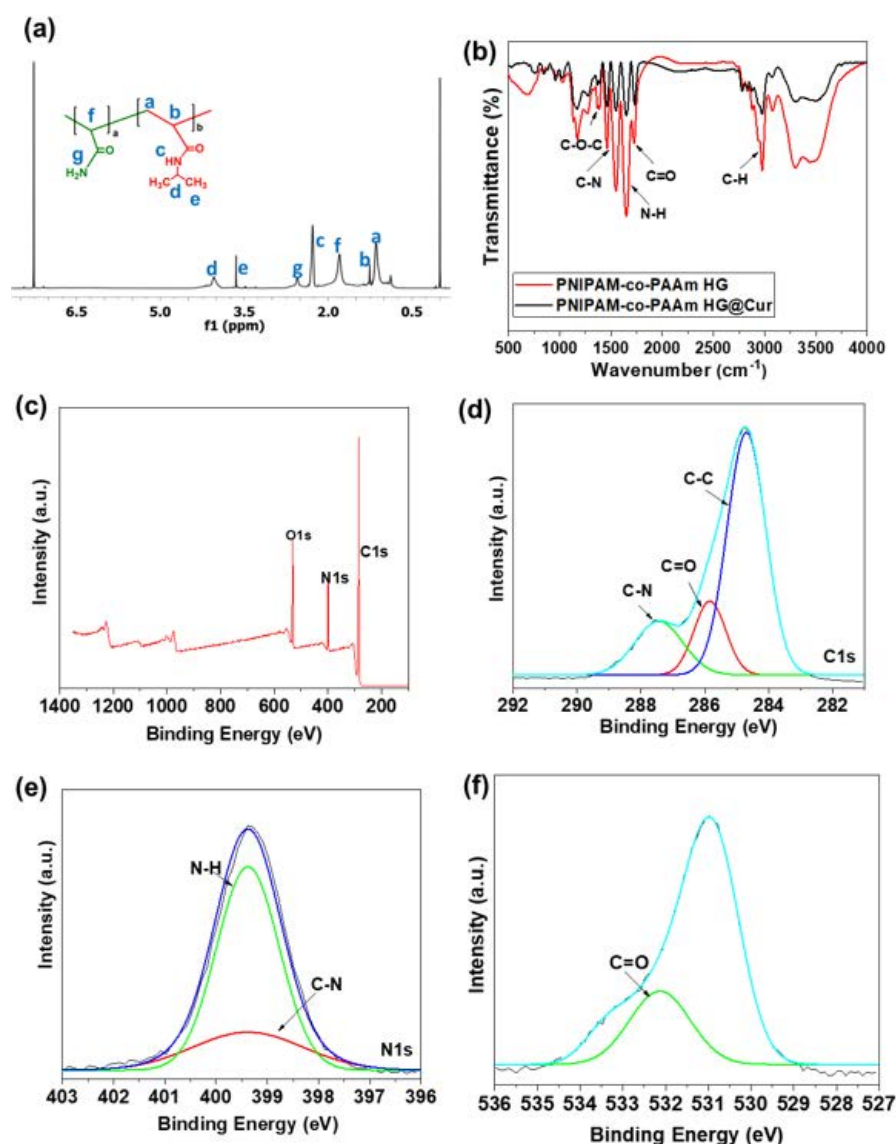 (a)
f
a
b
a
b
g
O
c
O
H₂N
HN
d
H₃C
CH₃
e
d
e
g
c
f
b
a
6.5
5.0
3.5
2.0
0.5
f1 (ppm)
(b)
Transmittance (%)
C-O-C
C-N
C=O
N-H
C-H
PNIPAM-co-PAAm HG
PNIPAM-co-PAAm HG@Cur
500 1000 1500 2000 2500 3000 3500 4000
Wavenumber (cm⁻¹)
(c)
Intensity (a.u.)
O1s
N1s
C1s
1400 1200 1000 800 600 400 200
Binding Energy (eV)
(d)
Intensity (a.u.)
C-C
C=O
C-N
C1s
292 290 288 286 284 282
Binding Energy (eV)
(e)
Intensity (a.u.)
N-H
C-N
N1s
403 402 401 400 399 398 397 396
Binding Energy (eV)
(f)
Intensity (a.u.)
C=O
536 535 534 533 532 531 530 529 528 527
Binding Energy (eV)